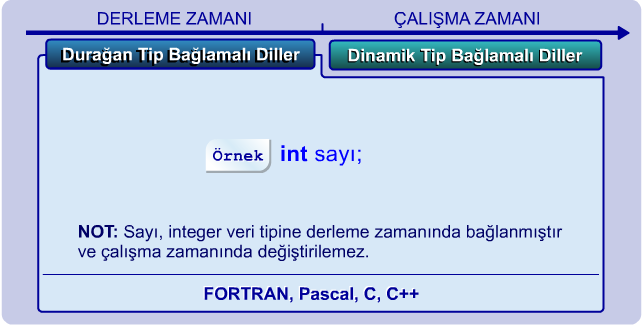 DERLEME ZAMANI ÇALIŞMA ZAMANI
Durağan Tip Bağlamalı Diller Dinamik Tip Bağlamalı Diller
Örnek int sayı;
NOT: Sayı, integer veri tipine derleme zamanında bağlanmıştır
ve çalışma zamanında değiştirilemez.
FORTRAN, Pascal, C, C++